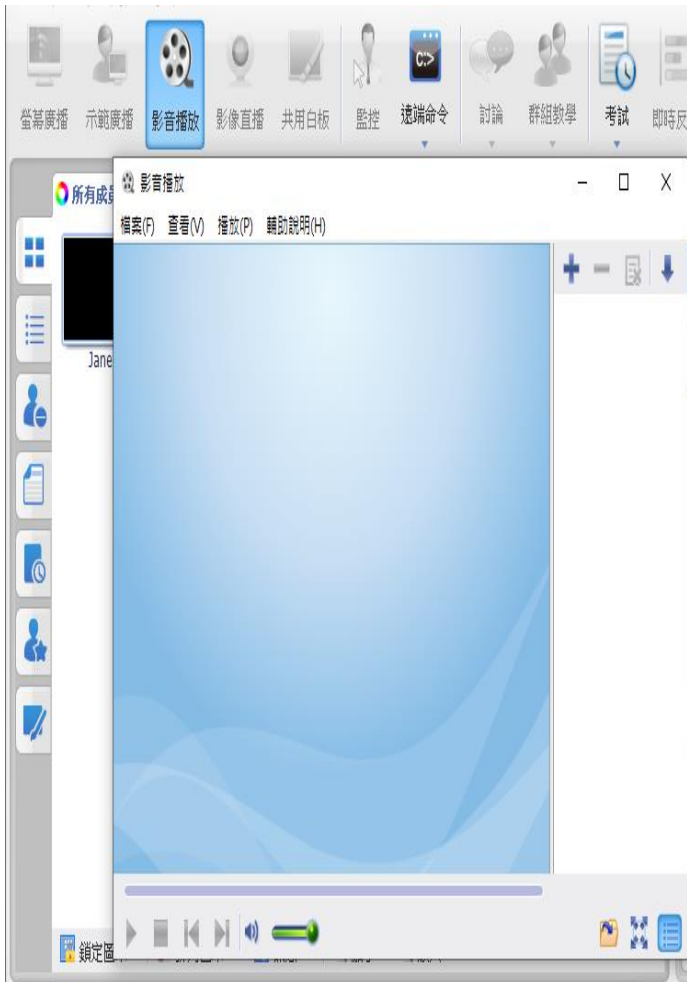 螢幕廣播 示範廣播 影音播放 影像直播 共用白板 監控 遠端命令 討論 群組教學 考試 即時反
C:>
所有成員
影音播放
檔案(F) 查看(V) 播放(P) 輔助說明(H)
Jane
鎖定圖